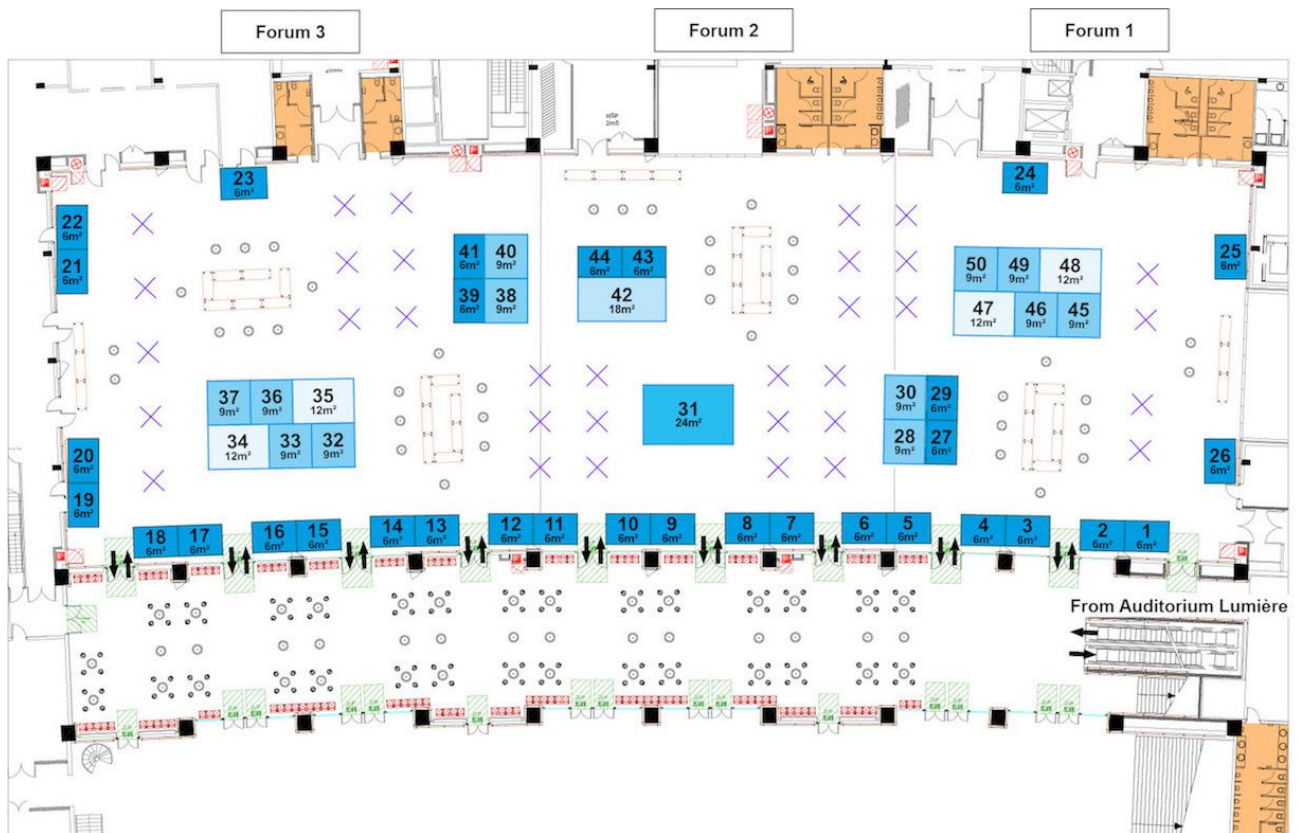 Forum 3
Forum 2
Forum 1
23
6m²
24
6m²
22
6m²
21
6m²
41
6m²
40
9m²
39
6m²
38
9m²
44
6m²
43
6m²
42
18m²
50
9m²
49
9m²
48
12m²
47
12m²
46
9m²
45
9m²
25
6m²
37
9m²
36
9m²
35
12m²
34
12m²
33
9m²
32
9m²
31
24m²
30
9m²
29
6m²
28
9m²
27
6m²
26
6m²
20
6m²
19
6m²
18
6m²
17
6m²
16
6m²
15
6m²
14
6m²
13
6m²
12
6m²
11
6m²
10
6m²
9
6m²
8
6m²
7
6m²
6
6m²
5
6m²
4
6m²
3
6m²
2
6m²
1
6m²
From Auditorium Lumière